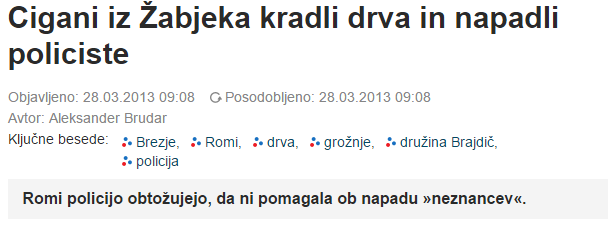 Cigani iz Žabjeka kradli drva in napadli
policiste
Objavljeno: 28.03.2013 09:08 Posodobljeno: 28.03.2013 09:08
Avtor: Aleksander Brudar
Ključne besede: Brezje, Romi, drva, grožnje, družina Brajdič,
policija
Romi policijo obtožujejo, da ni pomagala ob napadu »neznancev«.